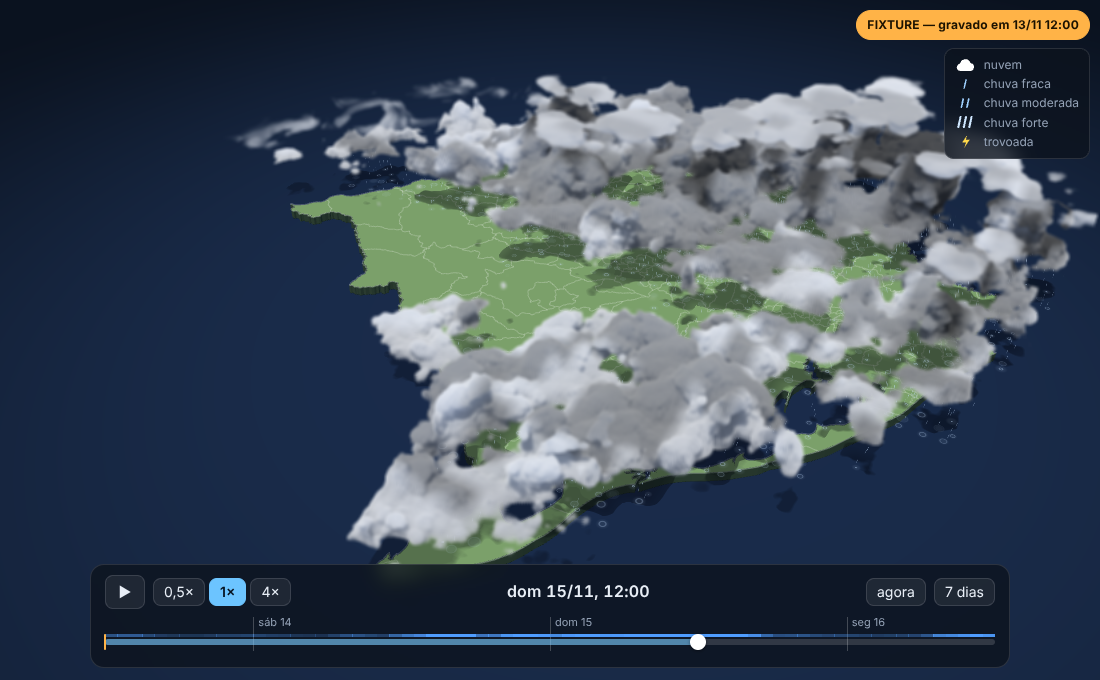 FIXTURE — gravado em 13/11 12:00
nuvem
chuva fraca
chuva moderada
chuva forte
trovoada
0,5×
1×
4×
dom 15/11, 12:00
agora
7 dias
sáb 14
dom 15
seg 16